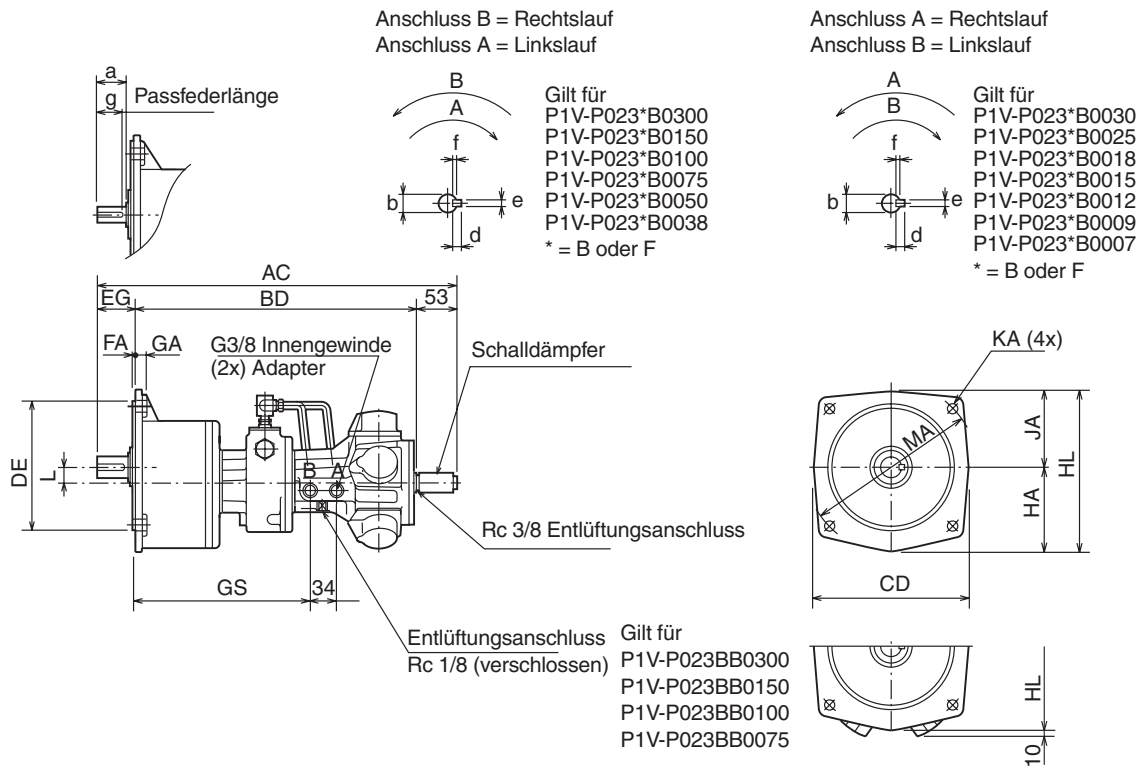 Anschluss B = Rechtslauf
Anschluss A = Linkslauf
Anschluss A = Rechtslauf
Anschluss B = Linkslauf
a
g
Passfederlänge
B
A
f
b
e
d
Gilt für
P1V-P023*B0300
P1V-P023*B0150
P1V-P023*B0100
P1V-P023*B0075
P1V-P023*B0050
P1V-P023*B0038
* = B oder F
A
B
f
b
e
d
Gilt für
P1V-P023*B0030
P1V-P023*B0025
P1V-P023*B0018
P1V-P023*B0015
P1V-P023*B0012
P1V-P023*B0009
P1V-P023*B0007
* = B oder F
AC
EG
BD
53
FA
GA
G3/8 Innengewinde
(2x) Adapter
Schalldämpfer
DE
L
B
A
Rc 3/8 Entlüftungsanschluss
GS
34
Entlüftungsanschluss
Rc 1/8 (verschlossen)
KA (4x)
MA
JA
HL
HA
CD
Gilt für
P1V-P023BB0300
P1V-P023BB0150
P1V-P023BB0100
P1V-P023BB0075
HL
10